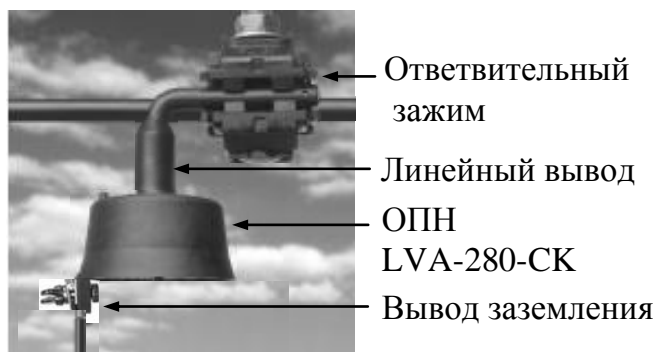 Ответвительный
зажим
Линейный вывод
ОПН
LVA-280-CK
Вывод заземления